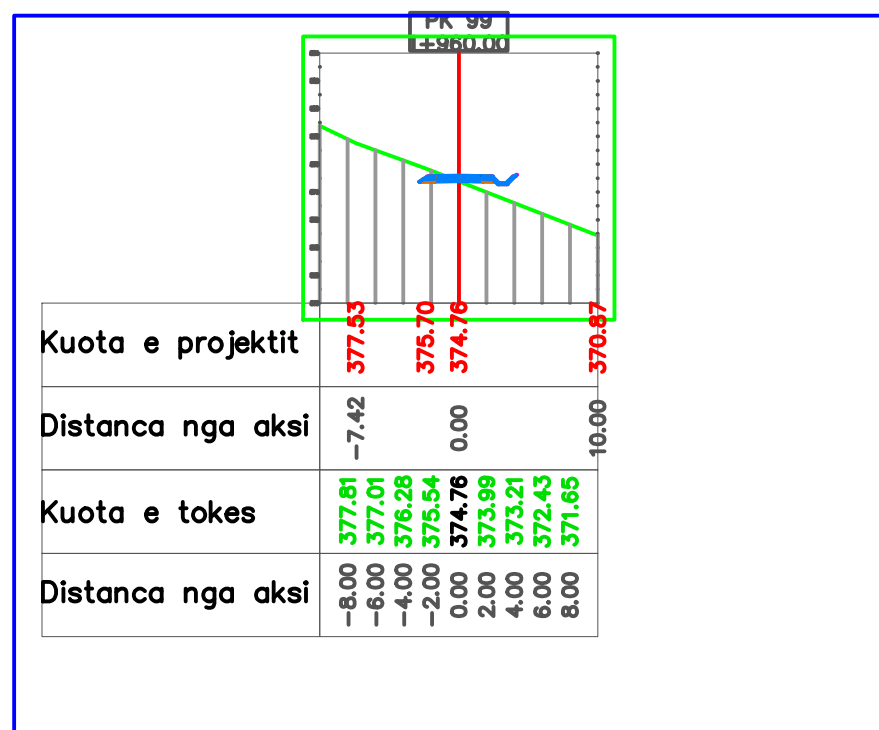 PK 99
1+960.00
Kuota e projektit 377.53 375.70 374.76 370.87
Distanca nga aksi -7.42 0.00 10.00
Kuota e tokes 377.81 377.01 376.28 375.54 374.76 373.99 373.21 372.43 371.65
Distanca nga aksi -8.00 -6.00 -4.00 -2.00 0.00 2.00 4.00 6.00 8.00